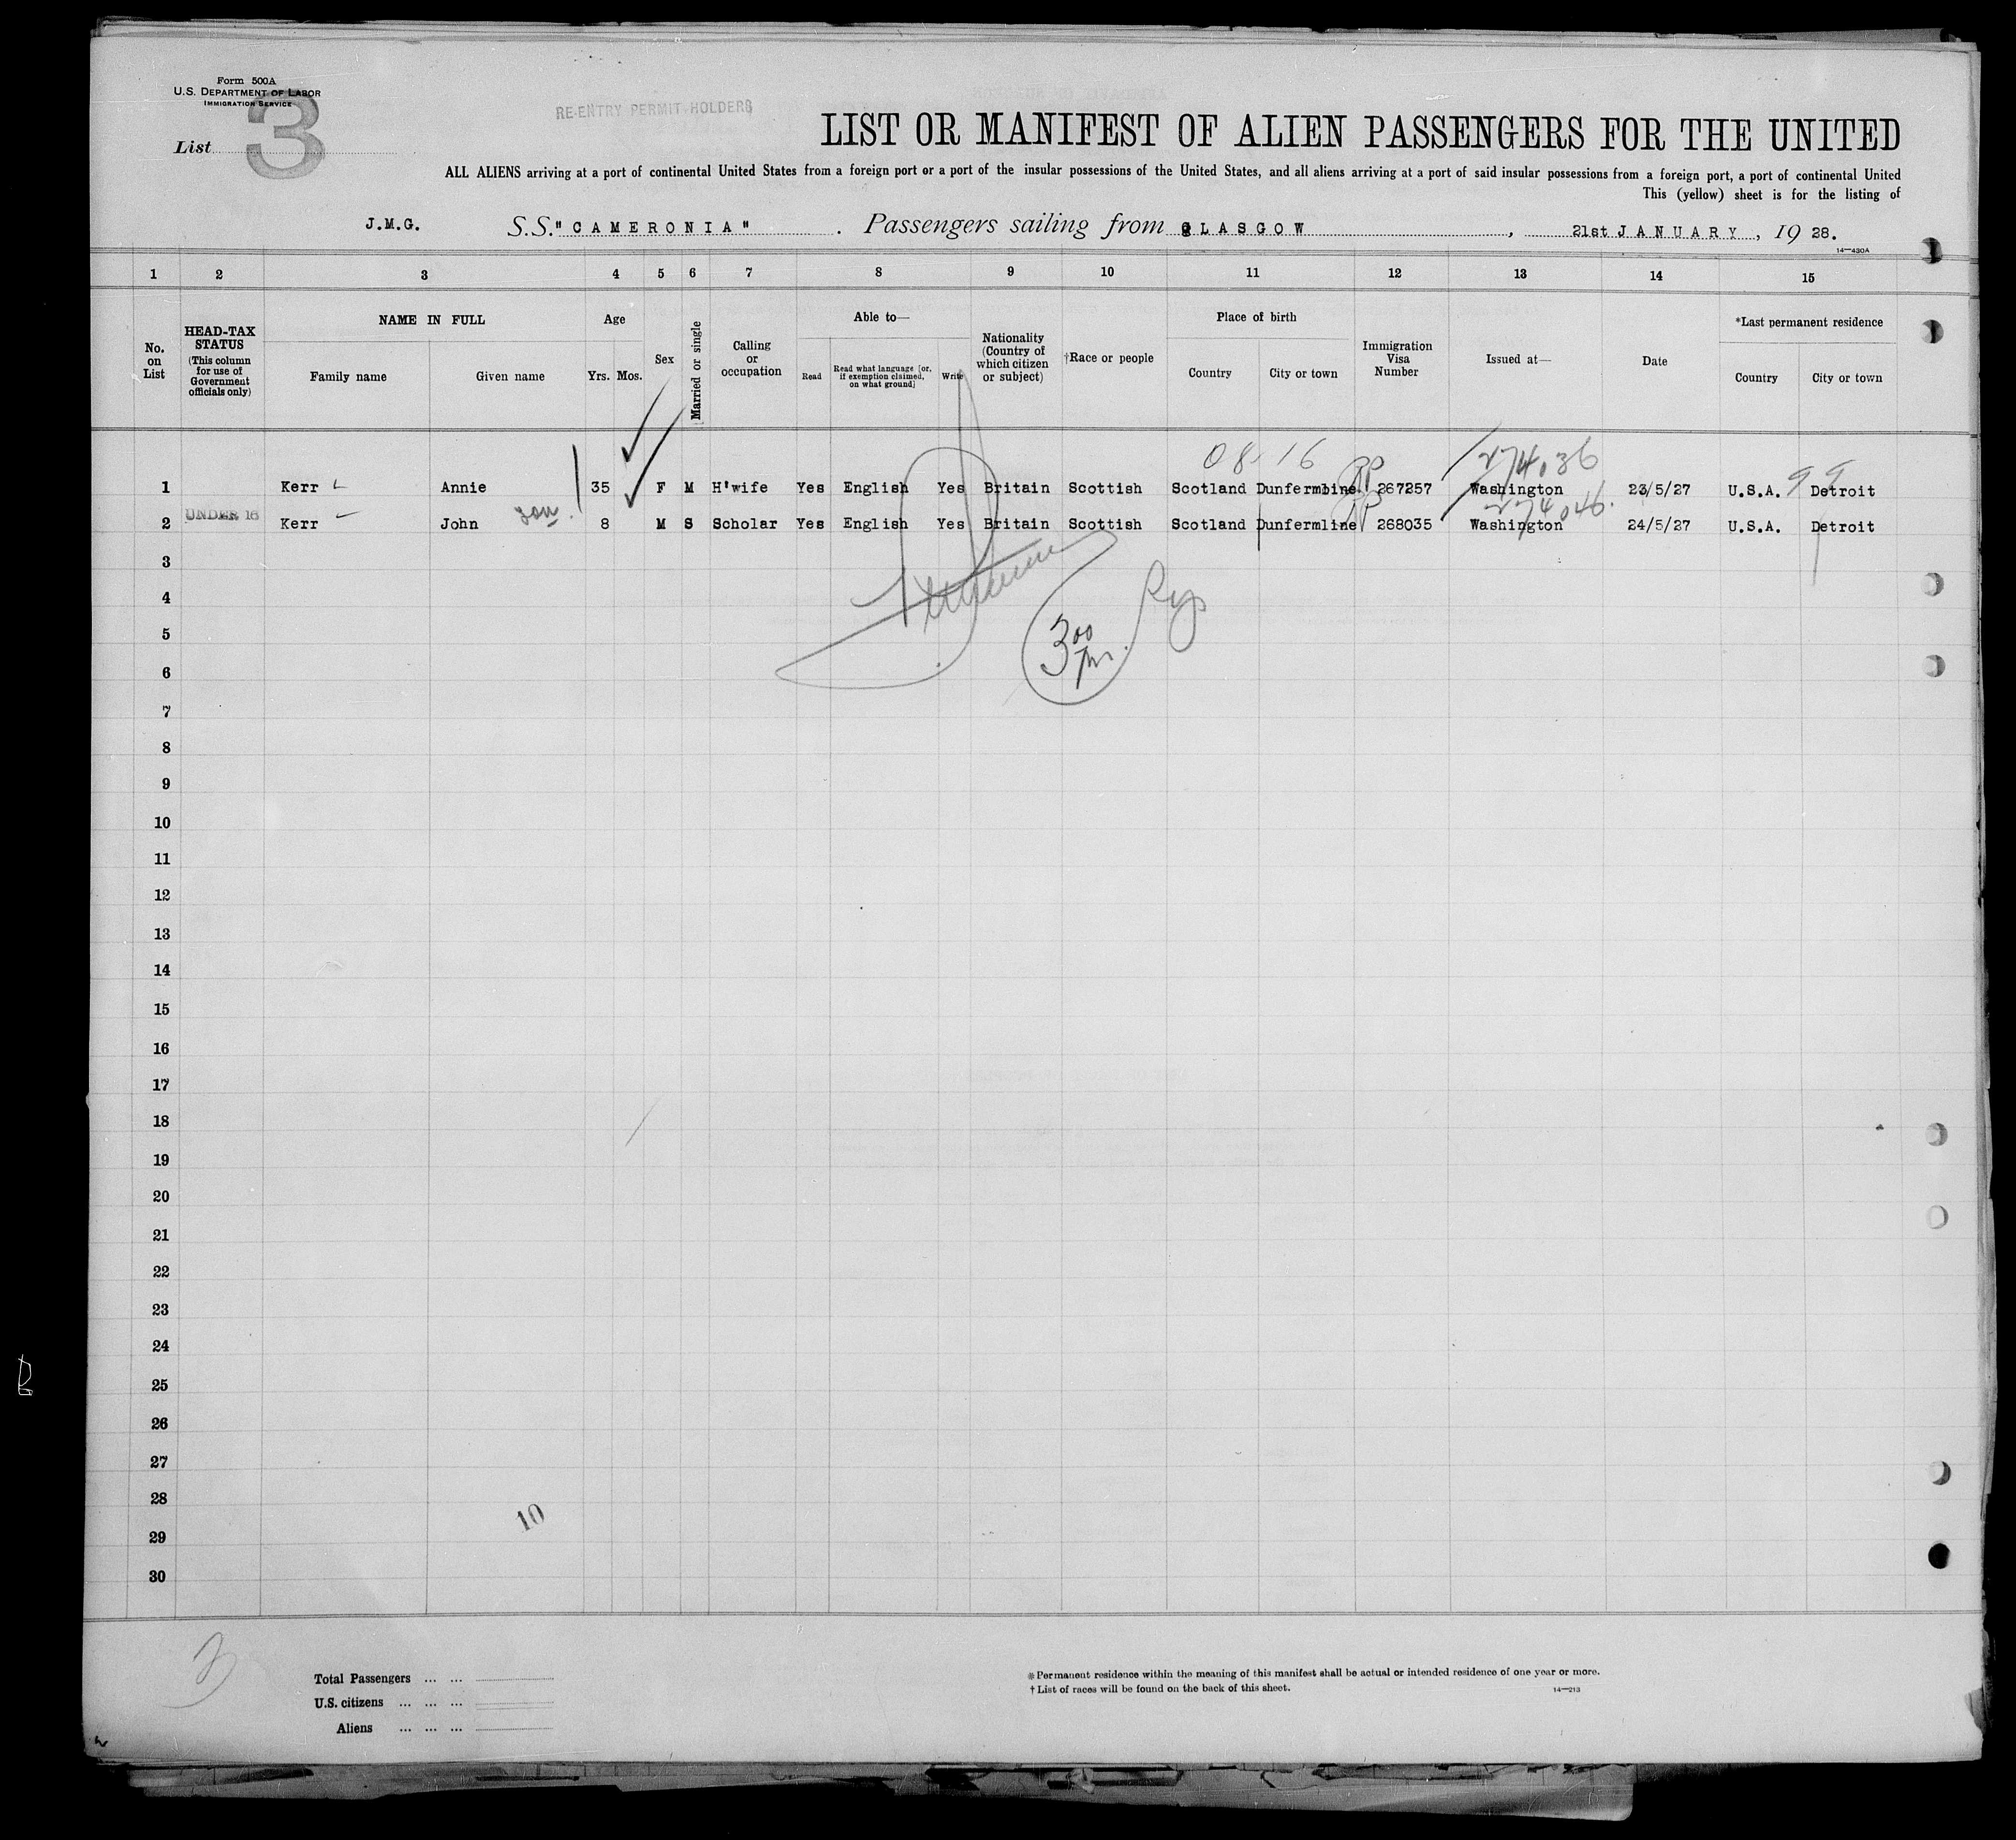 Form 500A
U.S. DEPARTMENT OF LABOR
IMMIGRATION SERVICE
List 3
RE-ENTRY PERMIT HOLDERS
LIST OR MANIFEST OF ALIEN PASSENGERS FOR THE UNITED
ALL ALIENS arriving at a port of continental United States from a foreign port or a port of the insular possessions of the United States, and all aliens arriving at a port of said insular possessions from a foreign port, a port of continental United
This (yellow) sheet is for the listing of
J.M.G. S.S. "CAMERONIA" . Passengers sailing from GLASGOW , 21st JANUARY , 19 28.
14—430A
1 2 3 4 5 6 7 8 9 10 11 12 13 14 15
No. on List
HEAD-TAX STATUS (This column for use of Government officials only)
NAME IN FULL
Family name Given name
Age
Yrs. Mos.
Sex
Married or single
Calling or occupation
Able to—
Read
Read what language [or, if exemption claimed, on what ground]
Write
Nationality (Country of which citizen or subject)
†Race or people
Place of birth
Country City or town
Immigration Visa Number
Issued at—
Date
*Last permanent residence
Country City or town
08-16 274036
1 Kerr Annie 35 F M H'wife Yes English Yes Britain Scottish Scotland Dunfermline RP 267257 Washington 23/5/27 U.S.A. Detroit
274046.
2 UNDER 16 Kerr John son 8 M S Scholar Yes English Yes Britain Scottish Scotland Dunfermline RP 268035 Washington 24/5/27 U.S.A. Detroit
3
4
5
3 00
6
7
8
9
10
11
12
13
14
15
16
17
18
19
20
21
22
23
24
25
26
27
28
10
29
30
3
Total Passengers ... ...
U.S. citizens ... ... ...
Aliens ... ... ...
*Permanent residence within the meaning of this manifest shall be actual or intended residence of one year or more.
†List of races will be found on the back of this sheet.
14—213